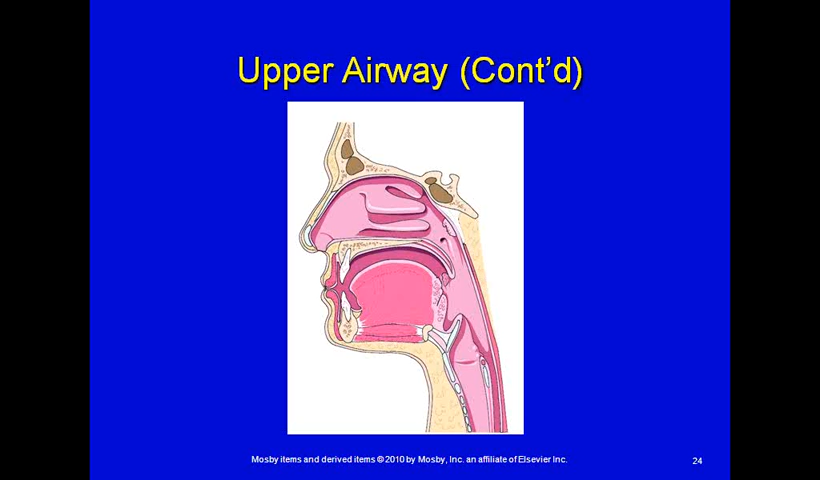 Upper Airway (Cont'd)
Mosby items and derived items © 2010 by Mosby, Inc. an affiliate of Elsevier Inc.
24